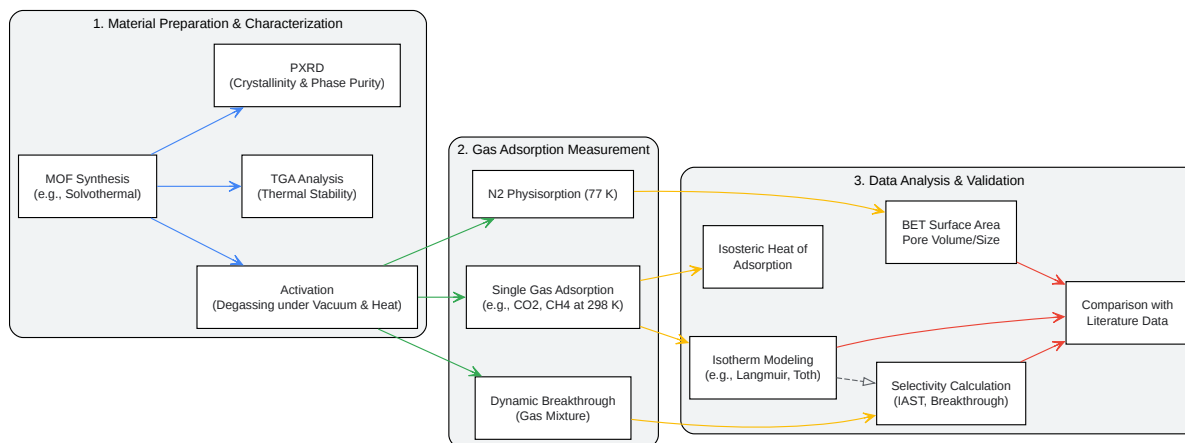 1. Material Preparation & Characterization
PXRD
(Crystallinity & Phase Purity)
MOF Synthesis
(e.g., Solvothermal)
TGA Analysis
(Thermal Stability)
Activation
(Degassing under Vacuum & Heat)
2. Gas Adsorption Measurement
N2 Physisorption (77 K)
Single Gas Adsorption
(e.g., CO2, CH4 at 298 K)
Dynamic Breakthrough
(Gas Mixture)
3. Data Analysis & Validation
BET Surface Area
Pore Volume/Size
Isosteric Heat of
Adsorption
Comparison with
Literature Data
Isotherm Modeling
(e.g., Langmuir, Toth)
Selectivity Calculation
(IAST, Breakthrough)